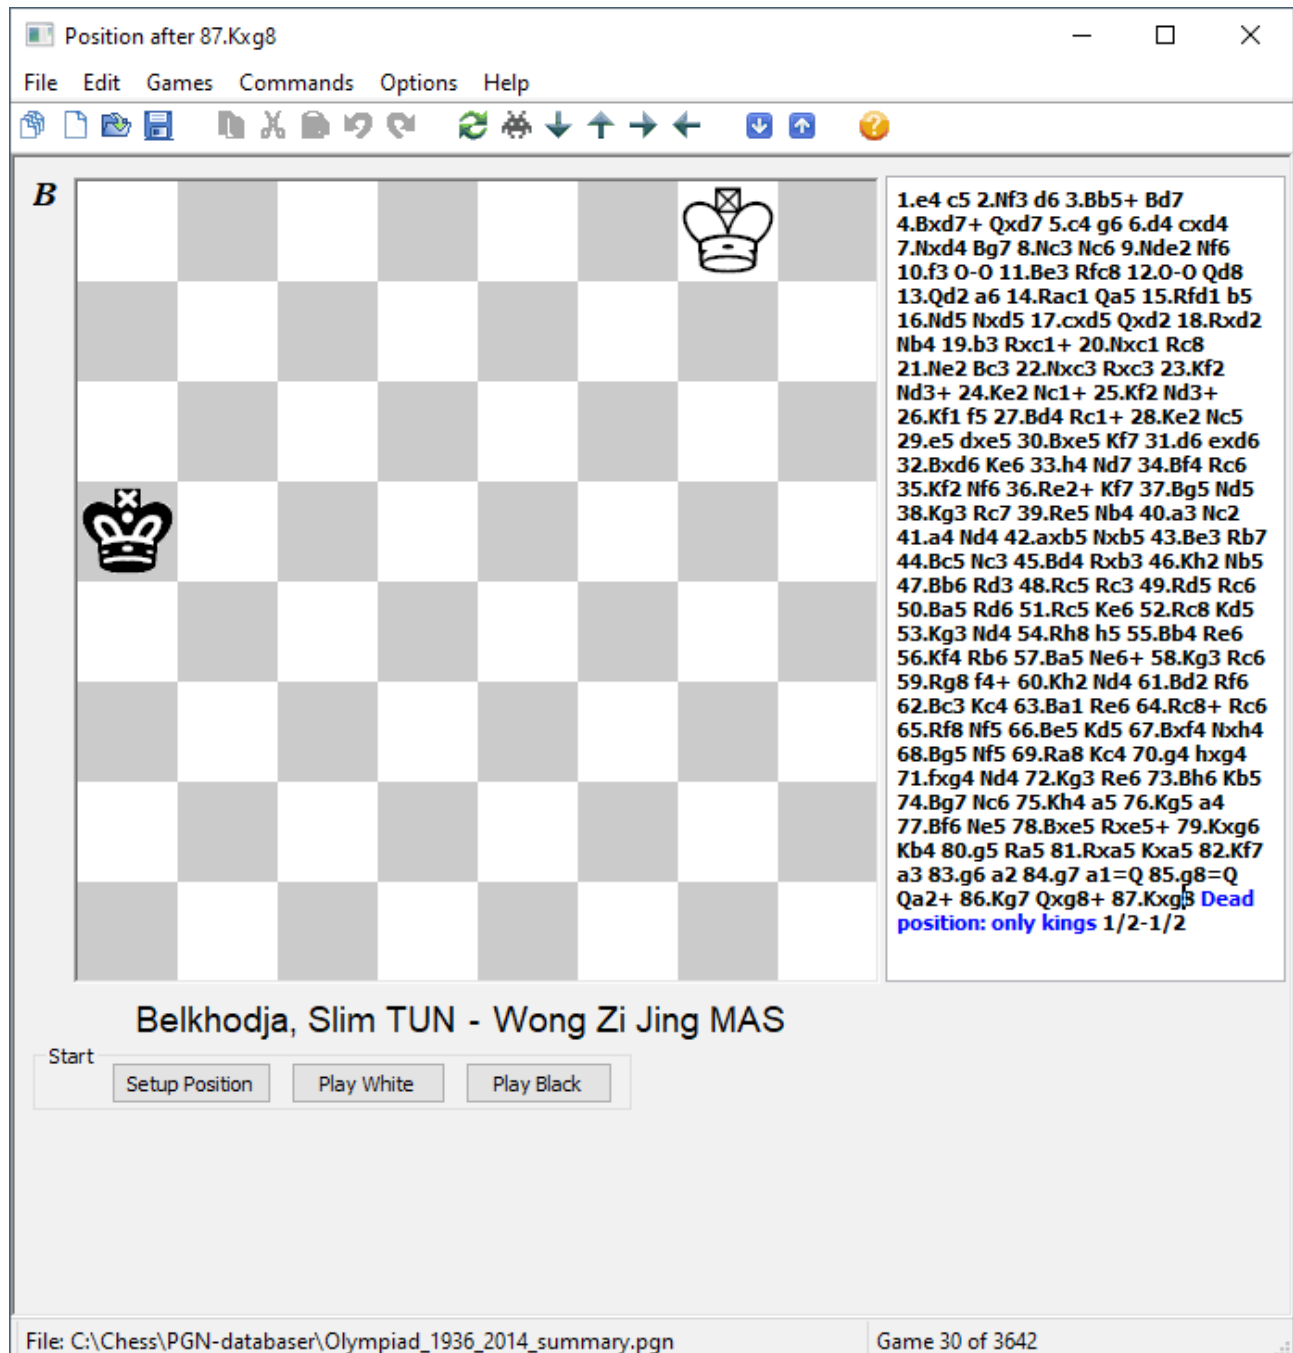 Position after 87.Kxg8
File Edit Games Commands Options Help
B
1.e4 c5 2.Nf3 d6 3.Bb5+ Bd7
4.Bxd7+ Qxd7 5.c4 g6 6.d4 cxd4
7.Nxd4 Bg7 8.Nc3 Nc6 9.Nde2 Nf6
10.f3 O-O 11.Be3 Rfc8 12.O-O Qd8
13.Qd2 a6 14.Rac1 Qa5 15.Rfd1 b5
16.Nd5 Nxd5 17.cxd5 Qxd2 18.Rxd2
Nb4 19.b3 Rxc1+ 20.Nxc1 Rc8
21.Ne2 Bc3 22.Nxc3 Rxc3 23.Kf2
Nd3+ 24.Ke2 Nc1+ 25.Kf2 Nd3+
26.Kf1 f5 27.Bd4 Rc1+ 28.Ke2 Nc5
29.e5 dxe5 30.Bxe5 Kf7 31.d6 exd6
32.Bxd6 Ke6 33.h4 Nd7 34.Bf4 Rc6
35.Kf2 Nf6 36.Re2+ Kf7 37.Bg5 Nd5
38.Kg3 Rc7 39.Re5 Nb4 40.a3 Nc2
41.a4 Nd4 42.axb5 Nxb5 43.Be3 Rb7
44.Bc5 Nc3 45.Bd4 Rxb3 46.Kh2 Nb5
47.Bb6 Rd3 48.Rc5 Rc3 49.Rd5 Rc6
50.Ba5 Rd6 51.Rc5 Ke6 52.Rc8 Kd5
53.Kg3 Nd4 54.Rh8 h5 55.Bb4 Re6
56.Kf4 Rb6 57.Ba5 Ne6+ 58.Kg3 Rc6
59.Rg8 f4+ 60.Kh2 Nd4 61.Bd2 Rf6
62.Bc3 Kc4 63.Ba1 Re6 64.Rc8+ Rc6
65.Rf8 Nf5 66.Be5 Kd5 67.Bxf4 Nxh4
68.Bg5 Nf5 69.Ra8 Kc4 70.g4 hxg4
71.fxg4 Nd4 72.Kg3 Re6 73.Bh6 Kb5
74.Bg7 Nc6 75.Kh4 a5 76.Kg5 a4
77.Bf6 Ne5 78.Bxe5 Rxe5+ 79.Kxg6
Kb4 80.g5 Ra5 81.Rxa5 Kxa5 82.Kf7
a3 83.g6 a2 84.g7 a1=Q 85.g8=Q
Qa2+ 86.Kg7 Qxg8+ 87.Kxg8 Dead
position: only kings 1/2-1/2
Belkhodja, Slim TUN - Wong Zi Jing MAS
Start
Setup Position Play White Play Black
File: C:\Chess\PGN-databaser\Olympiad_1936_2014_summary.pgn Game 30 of 3642